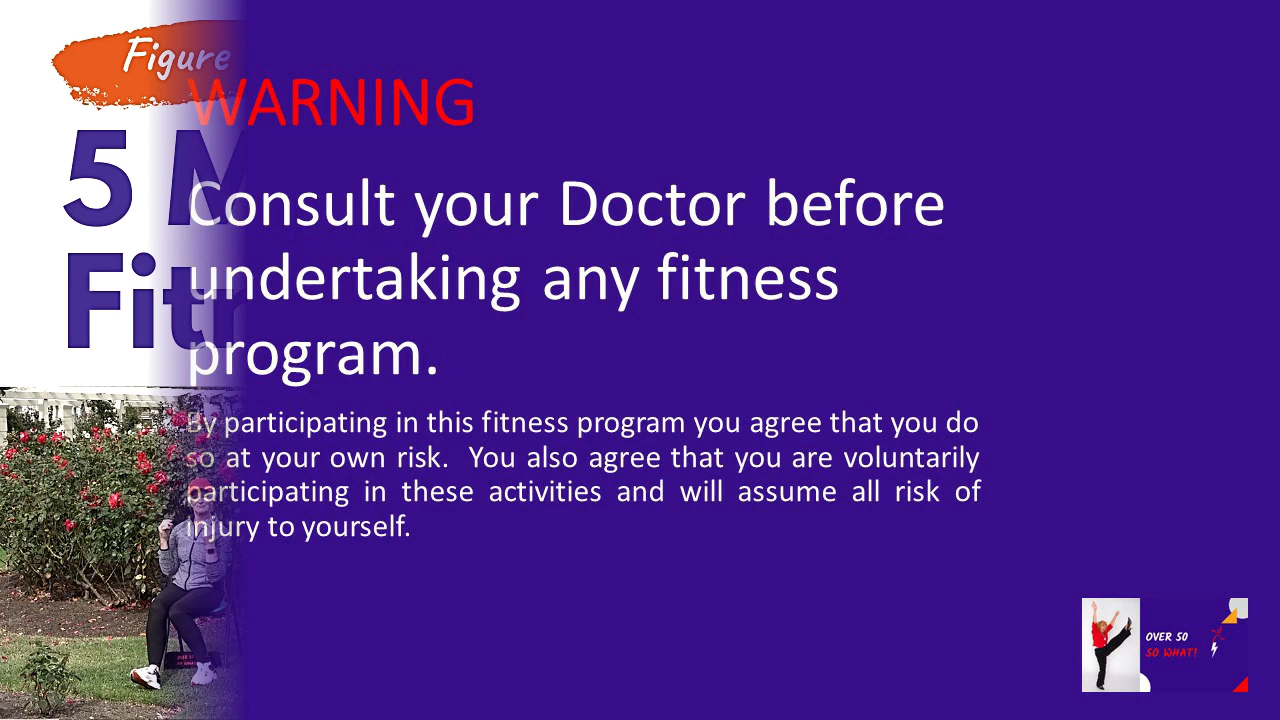 Figure
WARNING
5 M
Fitn
Consult your Doctor before
undertaking any fitness
program.
By participating in this fitness program you agree that you do
so at your own risk.  You also agree that you are voluntarily
participating in these activities and will assume all risk of
injury to yourself.
OVER 50
SO WHAT!